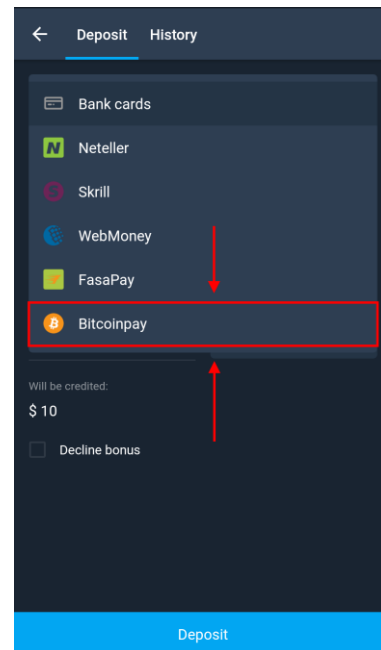 Deposit History
Bank cards
Neteller
Skrill
WebMoney
FasaPay
Bitcoinpay
Will be credited:
$ 10
Decline bonus
Deposit